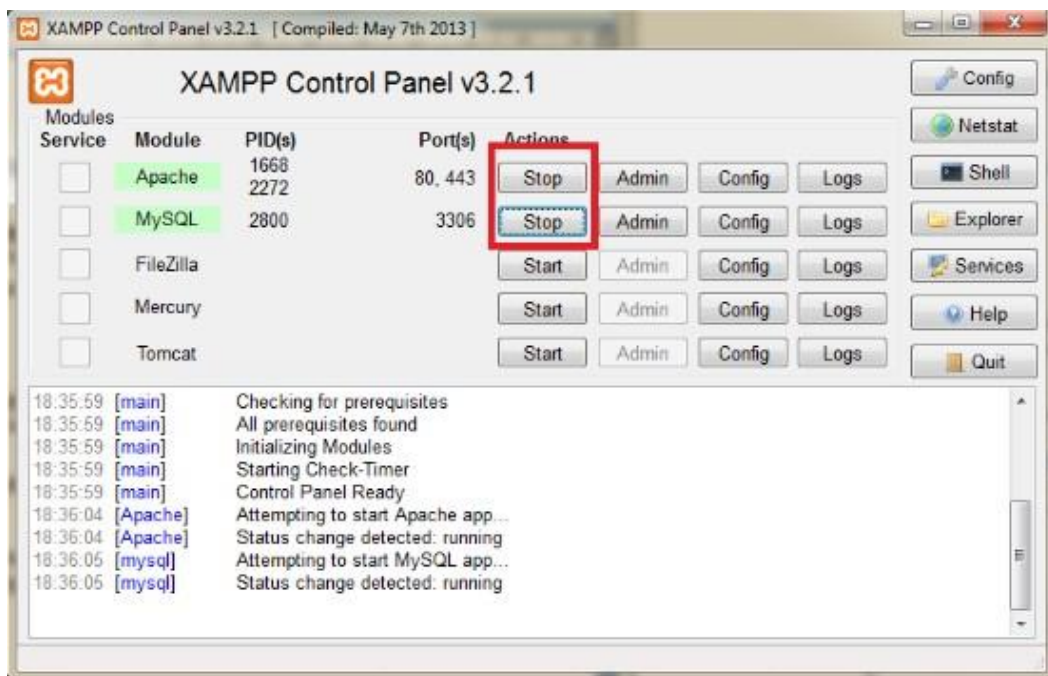 XAMPP Control Panel v3.2.1 [ Compiled: May 7th 2013 ]
XAMPP Control Panel v3.2.1
Config
Modules
Service Module PID(s) Port(s) Actions
Netstat
Apache 1668 2272 80, 443 Stop Admin Config Logs
Shell
MySQL 2800 3306 Stop Admin Config Logs
Explorer
FileZilla Start Admin Config Logs
Services
Mercury Start Admin Config Logs
Help
Tomcat Start Admin Config Logs
Quit
18:35:59 [main] Checking for prerequisites
18:35:59 [main] All prerequisites found
18:35:59 [main] Initializing Modules
18:35:59 [main] Starting Check-Timer
18:35:59 [main] Control Panel Ready
18:36:04 [Apache] Attempting to start Apache app...
18:36:04 [Apache] Status change detected: running
18:36:05 [mysql] Attempting to start MySQL app...
18:36:05 [mysql] Status change detected: running